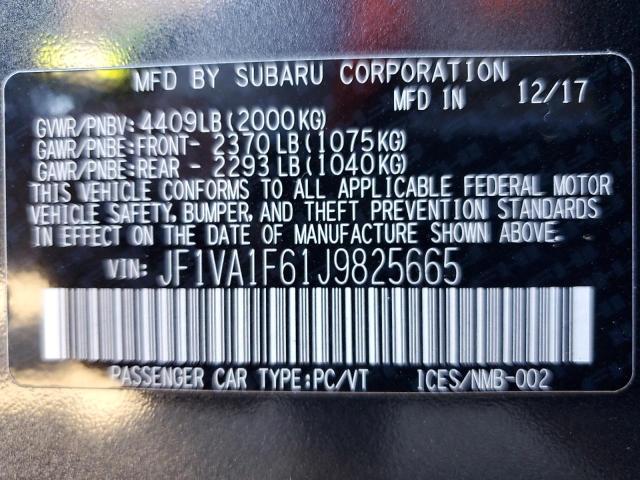 MFD BY SUBARU CORPORATION
MFD IN 12/17
GVWR/PNBV: 4409LB (2000KG)
GAWR/PNBE: FRONT- 2370 LB (1075KG)
GAWR/PNBE: REAR - 2293 LB (1040KG)
THIS VEHICLE CONFORMS TO ALL APPLICABLE FEDERAL MOTOR
VEHICLE SAFETY, BUMPER, AND THEFT PREVENTION STANDARDS
IN EFFECT ON THE DATE OF MANUFACTURE SHOWN ABOVE.
VIN: JF1VA1F61J9825665
PASSENGER CAR TYPE: PC/VT ICES/NMB-002